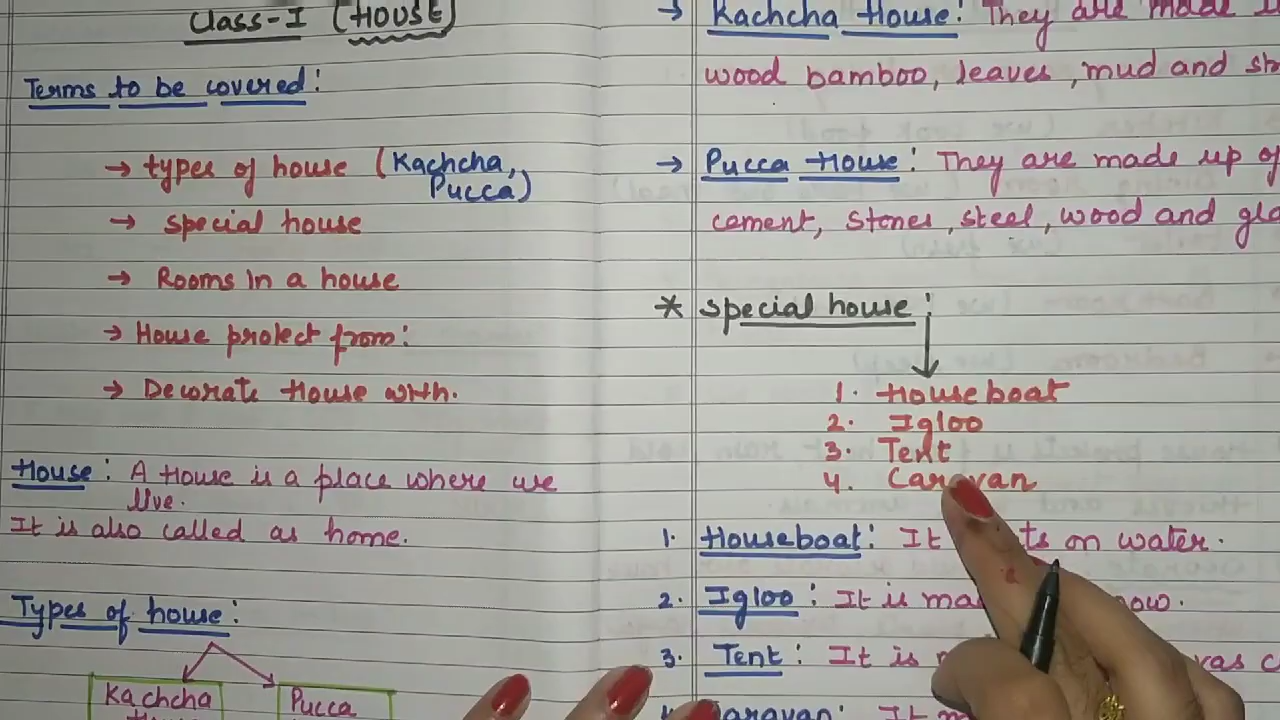 Class-I (House)
Terms to be covered:
→ types of house (Kachcha,
Pucca)
→ special house
→ Rooms in a house
→ House protect from:
→ Decorate House with.
House: A House is a place where we
live.
It is also called as home.
Types of house:
Kachcha
Pucca
→ Kachcha House: They are made
wood bamboo, leaves, mud and
→ Pucca House: They are made up of
cement, stones, steel, wood and
* special house:
1. Houseboat
2. Igloo
3. Tent
4. Caravan
1. Houseboat: It on water.
2. Igloo: It is
3. Tent: It is
Caravan: It